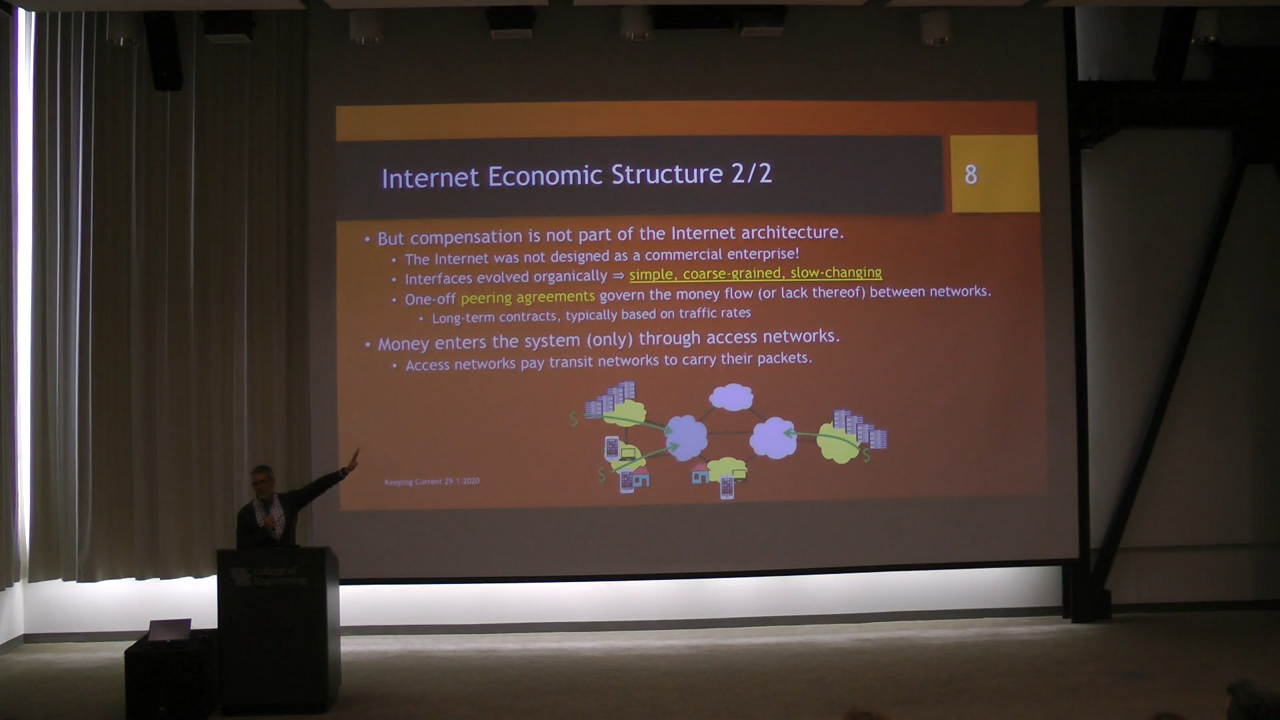 Internet Economic Structure 2/2
8
• But compensation is not part of the Internet architecture.
• The Internet was not designed as a commercial enterprise!
• Interfaces evolved organically ⇒ simple, coarse-grained, slow-changing
• One-off peering agreements govern the money flow (or lack thereof) between networks.
• Long-term contracts, typically based on traffic rates
• Money enters the system (only) through access networks.
• Access networks pay transit networks to carry their packets.
$
$
$
Keeping Current 29.1.2020
College of
Engineering